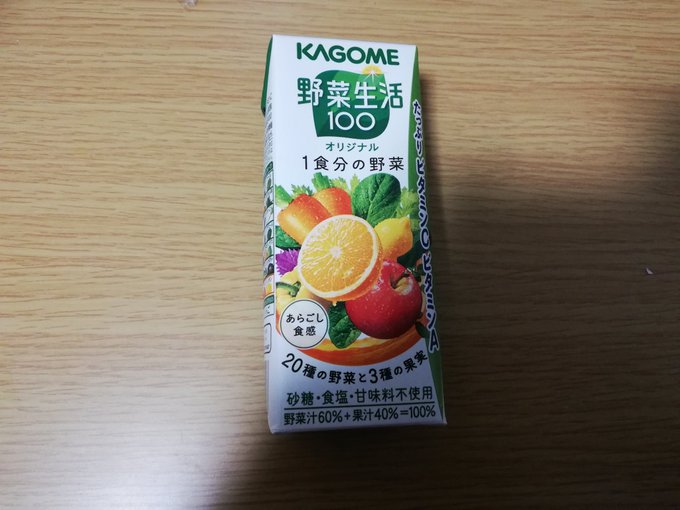 KAGOME
野菜生活
100
オリジナル
1食分の野菜
あらごし
食感
20種の野菜と3種の果実
砂糖・食塩・甘味料不使用
野菜汁60%+果汁40%=100%
たっぷりビタミンC ビタミンA